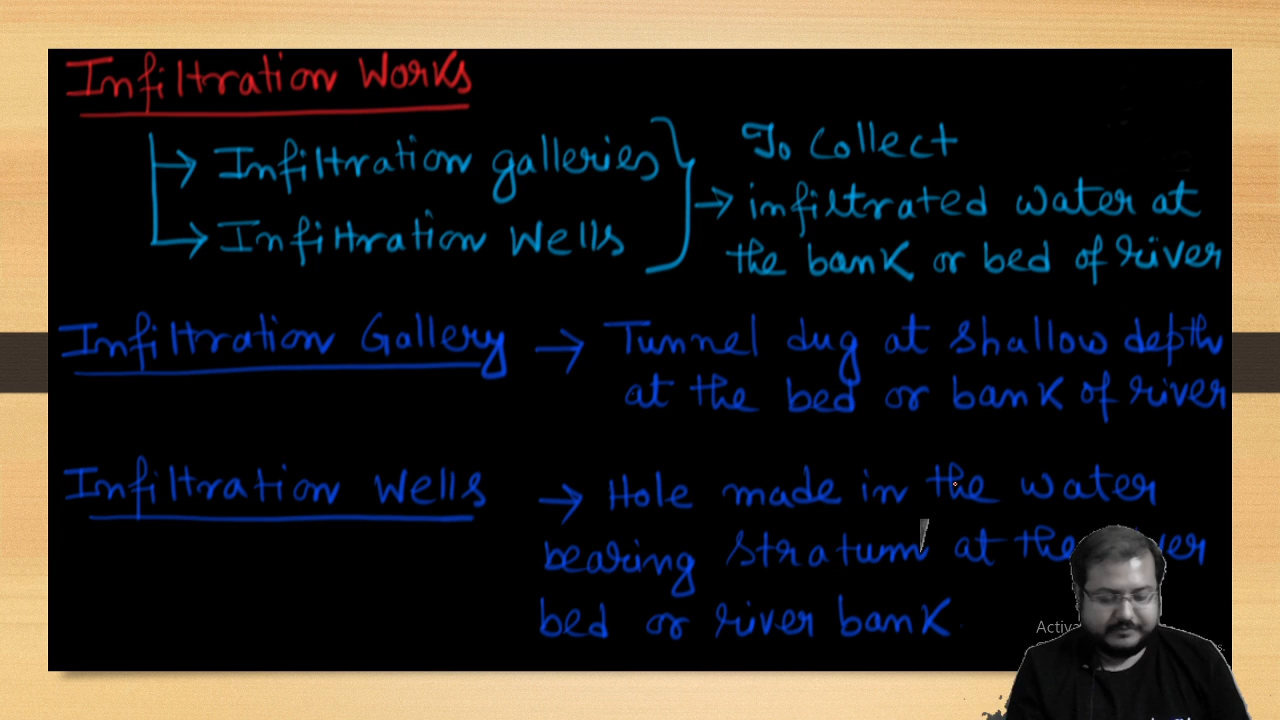 Infiltration Works
Infiltration galleries
Infiltration Wells
To collect
infiltrated water at
the bank or bed of river
Infiltration Gallery → Tunnel dug at shallow depth
at the bed or bank of river
Infiltration Wells → Hole made in the water
bearing stratum at the
bed or river bank
Activa